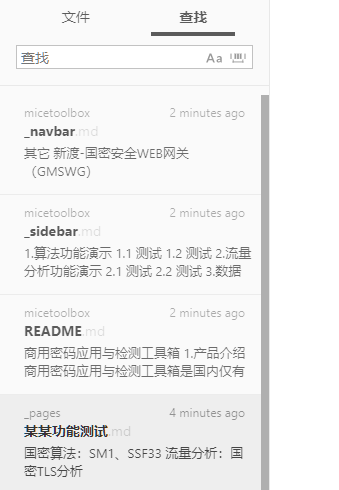 文件 查找
查找 Aa
micetoolbox 2 minutes ago
_navbar.md
其它 新渡-国密安全WEB网关
（GMSWG）
micetoolbox 2 minutes ago
_sidebar.md
1.算法功能演示 1.1 测试 1.2 测试 2.流量
分析功能演示 2.1 测试 2.2 测试 3.数据
micetoolbox 2 minutes ago
README.md
商用密码应用与检测工具箱 1.产品介绍
商用密码应用与检测工具箱是国内仅有
_pages 4 minutes ago
某某功能测试.md
国密算法：SM1、SSF33 流量分析：国
密TLS分析